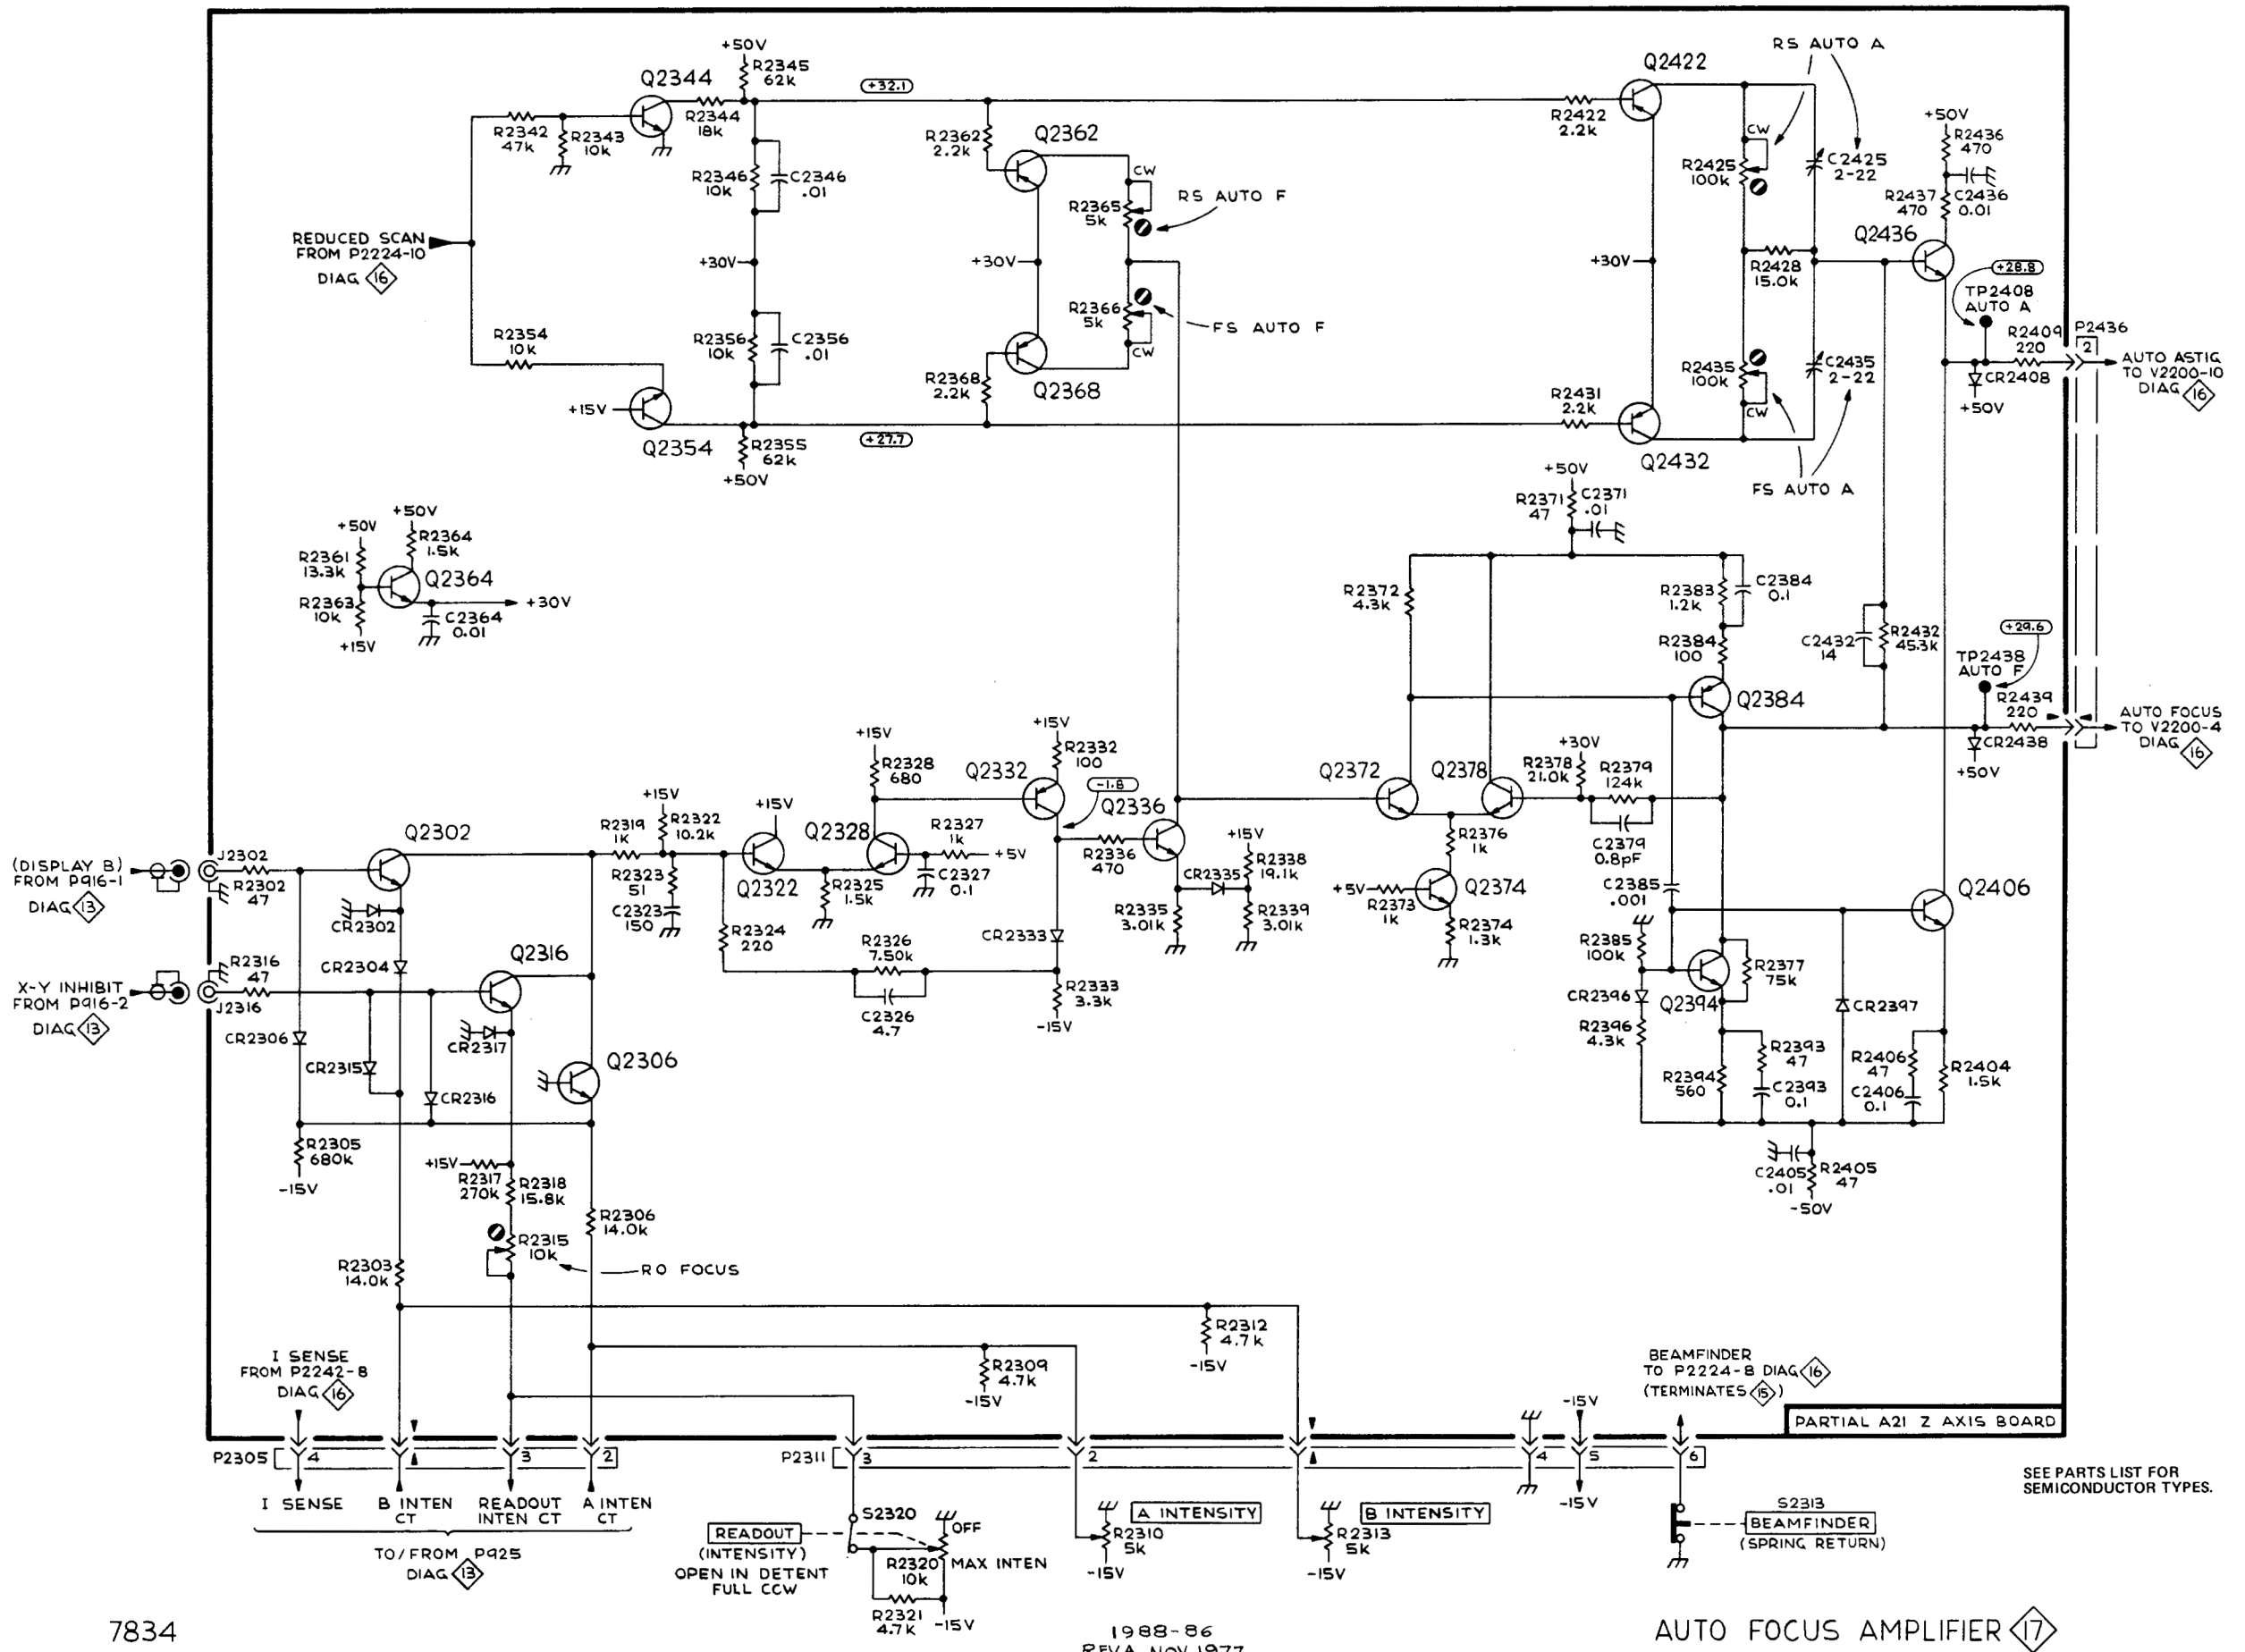 +50V
R2345
62k
Q2344
+32.1
R2342
47k
R2343
10k
R2344
18k
R2346
10k
C2346
.01
R2362
2.2k
Q2362
CW
R2365
5k
RS AUTO F
REDUCED SCAN
FROM P2224-10
DIAG 16
+30V
+30V
R2354
10k
+15V
Q2354
R2356
10k
C2356
.01
R2355
62k
+50V
+27.7
R2368
2.2k
Q2368
R2366
5k
CW
FS AUTO F
RS AUTO A
Q2422
R2422
2.2k
CW
R2425
100k
C2425
2-22
+30V
R2428
15.0k
R2435
100k
CW
C2435
2-22
R2431
2.2k
Q2432
FS AUTO A
+50V
R2436
470
R2437
470
C2436
0.01
Q2436
+28.8
TP2408
AUTO A
R2409
220
P2436
2
CR2408
+50V
AUTO ASTIG
TO V2200-10
DIAG 16
+50V
R2361
13.3k
+50V
R2364
1.5k
Q2364
R2363
10k
+15V
C2364
0.01
+30V
+50V
R2371
47
C2371
.01
R2372
4.3k
R2383
1.2k
C2384
0.1
R2384
100
Q2384
C2432
14
R2432
45.3k
+29.6
TP2438
AUTO F
R2439
220
CR2438
+50V
AUTO FOCUS
TO V2200-4
DIAG 16
Q2372
Q2378
+30V
R2378
21.0k
R2379
124k
C2379
0.8pF
R2376
1k
+5V
R2373
1k
Q2374
R2374
1.3k
C2385
.001
R2385
100k
CR2396
R2396
4.3k
Q2394
R2377
75k
CR2397
Q2406
R2394
560
R2393
47
C2393
0.1
R2406
47
C2406
0.1
R2404
1.5k
C2405
.01
R2405
47
-50V
(DISPLAY B)
FROM P916-1
DIAG 13
J2302
R2302
47
Q2302
CR2302
CR2304
X-Y INHIBIT
FROM P916-2
DIAG 13
R2316
47
J2316
Q2316
CR2306
CR2315
CR2316
CR2317
Q2306
R2305
680k
-15V
+15V
R2317
270k
R2318
15.8k
R2315
10k
RO FOCUS
R2306
14.0k
R2303
14.0k
R2319
1k
+15V
R2322
10.2k
R2323
51
C2323
150
+15V
Q2322
R2324
220
R2325
1.5k
+15V
R2328
680
Q2328
R2327
1k
+5V
C2327
0.1
R2326
7.50k
C2326
4.7
+15V
R2332
100
Q2332
-1.8
CR2333
R2333
3.3k
-15V
R2336
470
Q2336
CR2335
+15V
R2338
19.1k
R2335
3.01k
R2339
3.01k
R2312
4.7k
-15V
R2309
4.7k
-15V
I SENSE
FROM P2242-8
DIAG 16
BEAMFINDER
TO P2224-8 DIAG 16
(TERMINATES 15)
-15V
PARTIAL A21 Z AXIS BOARD
P2305
4
3
2
P2311
3
2
4
5
6
I SENSE
B INTEN
CT
READOUT
INTEN CT
A INTEN
CT
TO/FROM P925
DIAG 13
S2320
READOUT
(INTENSITY)
OPEN IN DETENT
FULL CCW
OFF
R2320
10k
MAX INTEN
R2321
4.7k
-15V
A INTENSITY
R2310
5k
-15V
B INTENSITY
R2313
5k
-15V
-15V
S2313
BEAMFINDER
(SPRING RETURN)
SEE PARTS LIST FOR
SEMICONDUCTOR TYPES.
7834
1988-86
REV A NOV 1977
AUTO FOCUS AMPLIFIER 17